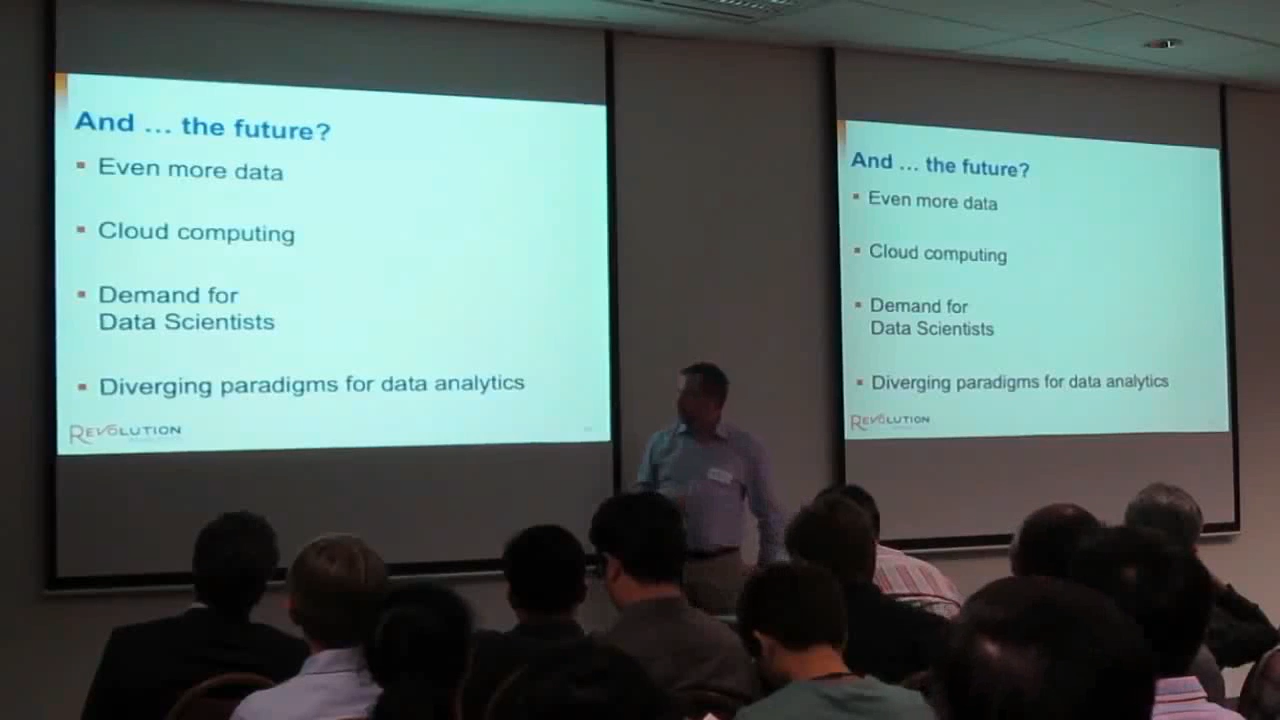 And ... the future?
Even more data
Cloud computing
Demand for
Data Scientists
Diverging paradigms for data analytics
REVOLUTION
And ... the future?
Even more data
Cloud computing
Demand for
Data Scientists
Diverging paradigms for data analytics
REVOLUTION